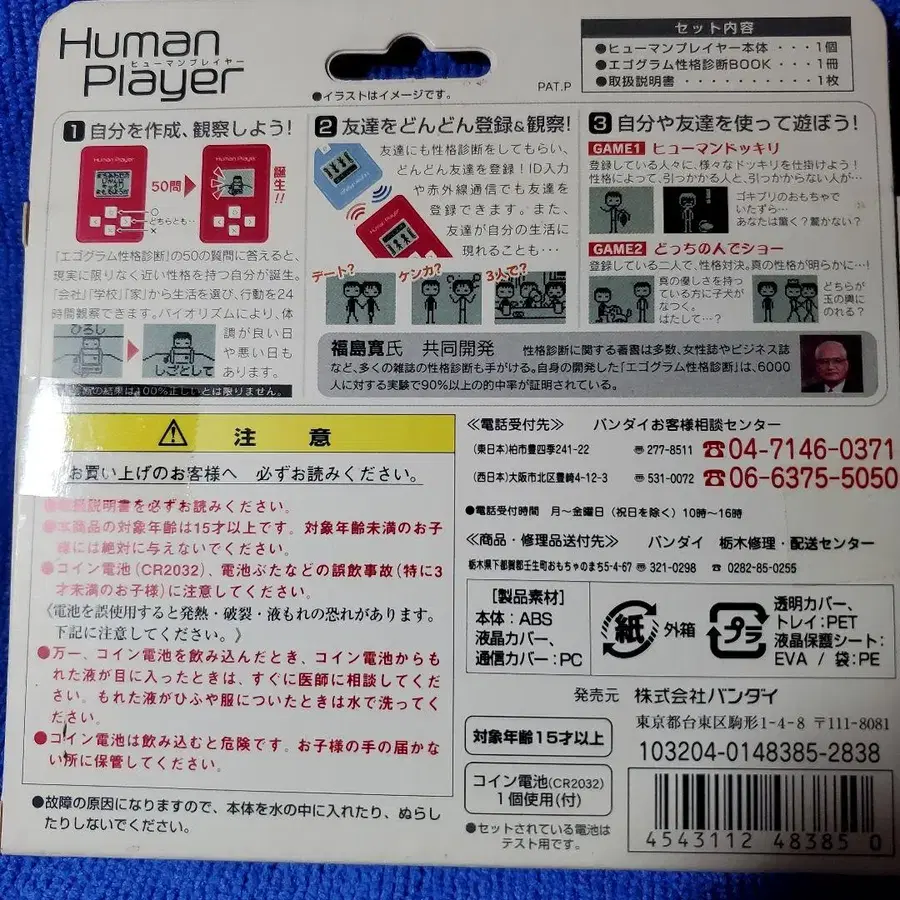 Human
ヒューマンプレイヤー
Player
●イラストはイメージです。
PAT.P
セット内容
●ヒューマンプレイヤー本体・・・1個
●エゴグラム性格診断BOOK・・1冊
●取扱説明書・・・・・・・・・・1枚
1 自分を作成、観察しよう!
Human Player
50問
Human Player
誕生!!
○
どちらとも…
×
『エゴグラム性格診断』の50の質問に答えると、
現実に限りなく近い性格を持つ自分が誕生。
「会社」「学校」「家」から生活を選び、行動を24
時間観察できます。バイオリズムにより、体
調が良い日
や悪い日も
あります。
ひろし
しごとして
診断の結果は100%正しいとは限りません。
2 友達をどんどん登録&観察!
友達にも性格診断をしてもらい、
どんどん友達を登録!ID入力
や赤外線通信でも友達を
登録できます。また、
友達が自分の生活に
現れることも・・・
Human Player
デート?
ケンカ?
3人で?
3 自分や友達を使って遊ぼう!
GAME1 ヒューマンドッキリ
登録している人々に、様々なドッキリを仕掛けよう!
性格によって、引っかかる人と、引っかからない人が…
ゴキブリのおもちゃで
いたずら…
あなたは驚く?驚かない?
GAME2 どっちの人でショー
登録している二人で、性格対決。真の性格が明らかに…!
真の優しさを持っ
ている方に子犬が
なつく。
はたして…?
どちらが
玉の輿に
のれる?
福島寛氏 共同開発
性格診断に関する著書は多数、女性誌やビジネス誌
など、多くの雑誌の性格診断も手がける。自身の開発した「エゴグラム性格診断」は、6000
人に対する実験で90%以上の的中率が証明されている。
注意
お買い上げのお客様へ 必ずお読みください。
●取扱説明書を必ずお読みください。
●本商品の対象年齢は15才以上です。対象年齢未満のお子
様には絶対に与えないでください。
●コイン電池(CR2032)、電池ぶたなどの誤飲事故(特に3
才未満のお子様)に注意してください。
《電池を誤使用すると発熱・破裂・液もれの恐れがあります。
下記に注意してください。》
●万一、コイン電池を飲み込んだとき、コイン電池からも
れた液が目に入ったときは、すぐに医師に相談してくだ
さい。もれた液がひふや服についたときは水で洗ってく
ださい。
●コイン電池は飲み込むと危険です。お子様の手の届かな
い所に保管してください。
●故障の原因になりますので、本体を水の中に入れたり、ぬらし
たりしないでください。
≪電話受付先≫ バンダイお客様相談センター
(東日本)柏市豊四季241-22 〒277-8511 ☎04-7146-0371
(西日本)大阪市北区豊崎4-12-3 〒531-0072 ☎06-6375-5050
●電話受付時間 月～金曜日(祝日を除く)10時～16時
≪商品・修理品送付先≫ バンダイ 栃木修理・配送センター
栃木県下都賀郡壬生町おもちゃのまち5-4-67 〒321-0298 ☎ 0282-85-0255
[製品素材]
本体:ABS
液晶カバー、
通信カバー:PC
紙
外箱
プラ
透明カバー、
トレイ:PET
液晶保護シート:
EVA / 袋:PE
発売元 株式会社バンダイ
東京都台東区駒形1-4-8 〒111-8081
103204-0148385-2838
対象年齢15才以上
コイン電池(CR2032)
1個使用(付)
●セットされている電池は
テスト用です。
4543112 48385 0